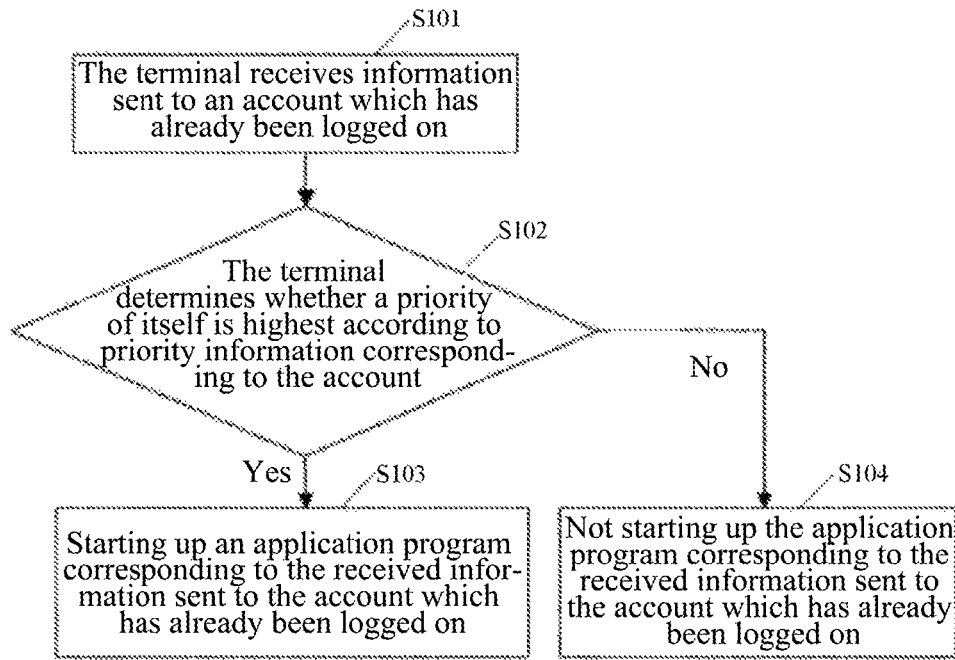 S101
The terminal receives information
sent to an account which has
already been logged on
S102
The terminal
determines whether a priority
of itself is highest according to
priority information correspond-
ing to the account
No
Yes
S103
S104
Starting up an application program
corresponding to the received infor-
mation sent to the account which
has already been logged on
Not starting up the application
program corresponding to the
received information sent to
the account which has already
been logged on